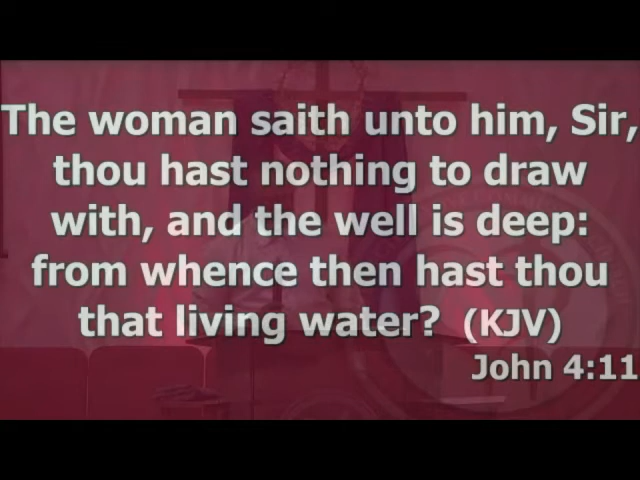 The woman saith unto him, Sir,
thou hast nothing to draw
with, and the well is deep:
from whence then hast thou
that living water? (KJV)
John 4:11